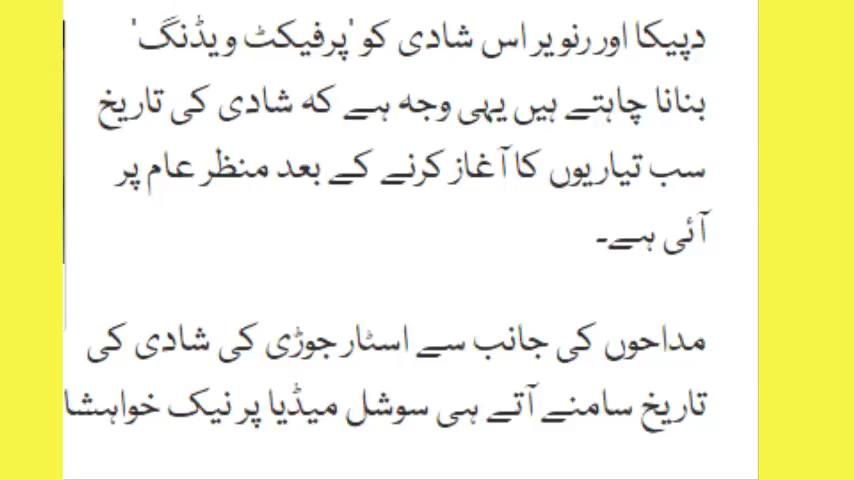 دپیکا اور رنویر اس شادی کو 'پرفیکٹ ویڈنگ'
بنانا چاہتے ہیں یہی وجہ ہے کہ شادی کی تاریخ
سب تیاریوں کا آغاز کرنے کے بعد منظر عام پر
آئی ہے۔
مداحوں کی جانب سے اسٹار جوڑی کی شادی کی
تاریخ سامنے آتے ہی سوشل میڈیا پر نیک خواہشا